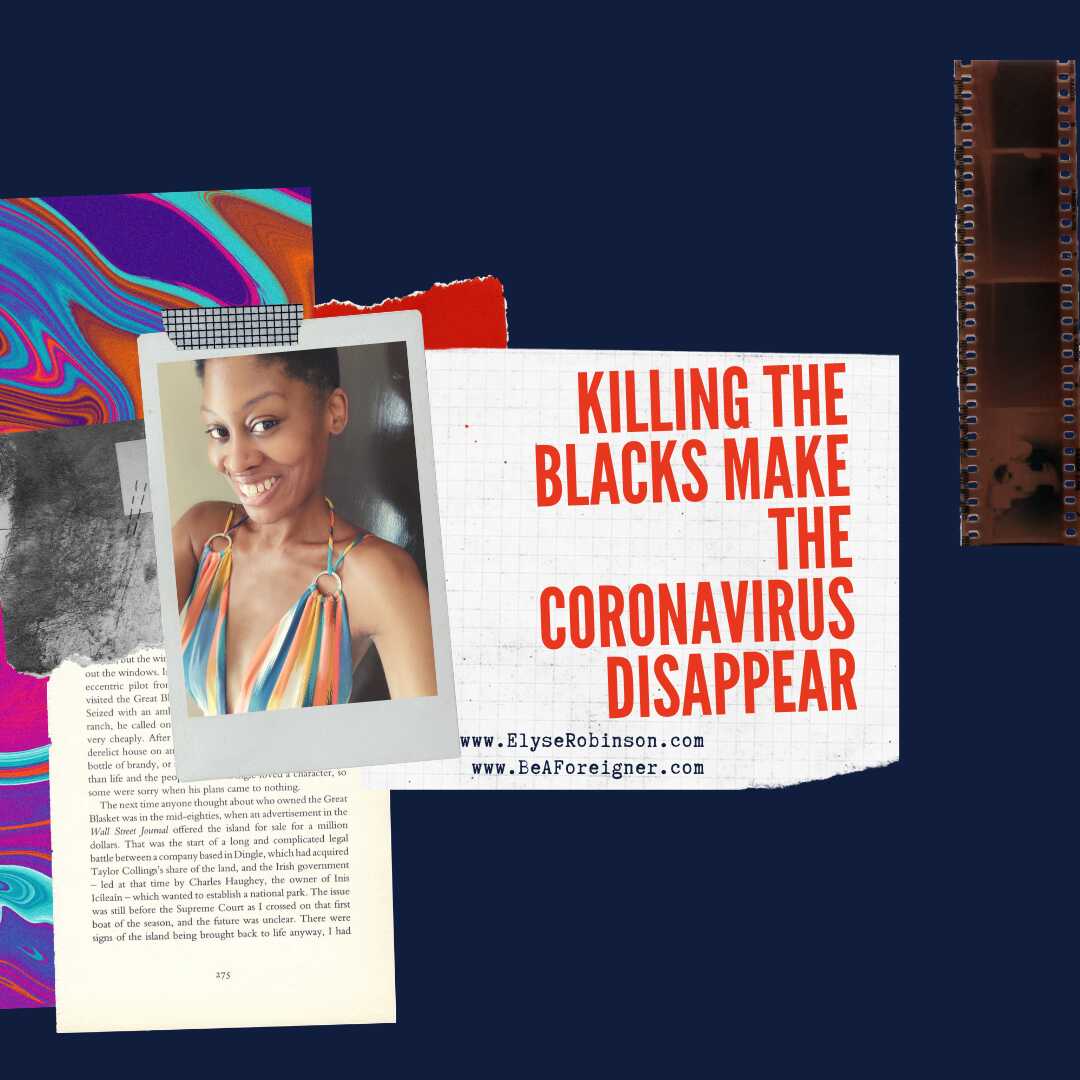 KILLING THE
BLACKS MAKE
THE
CORONAVIRUS
DISAPPEAR
www.ElyseRobinson.com
www.BeAForeigner.com
but the
out the windows.
eccentric pilot
visited the Great
Seized with an
ranch, he called on
very cheaply. After
derelict house on
bottle of brandy, or
than life and the loved a character, so
some were sorry when his plans came to nothing.
The next time anyone thought about who owned the Great
Blasket was in the mid-eighties, when an advertisement in the
Wall Street Journal offered the island for sale for a million
dollars. That was the start of a long and complicated legal
battle between a company based in Dingle, which had acquired
Taylor Collings's share of the land, and the Irish government
– led at that time by Charles Haughey, the owner of Inis
Icíleaín – which wanted to establish a national park. The issue
was still before the Supreme Court as I crossed on that first
boat of the season, and the future was unclear. There were
signs of the island being brought back to life anyway, I had
275